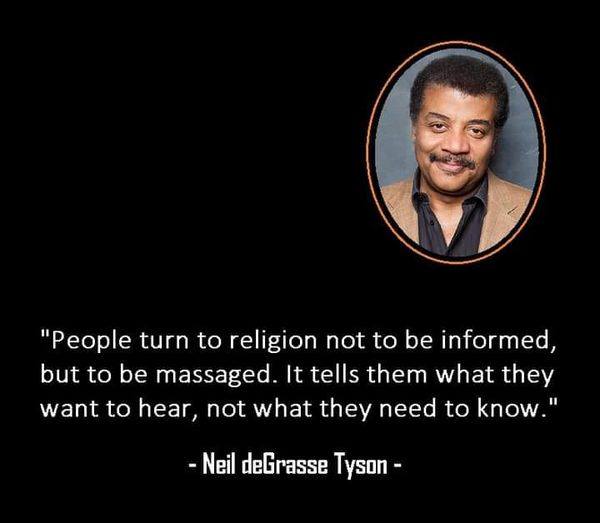 "People turn to religion not to be informed,
but to be massaged. It tells them what they
want to hear, not what they need to know."
- Neil deGrasse Tyson -